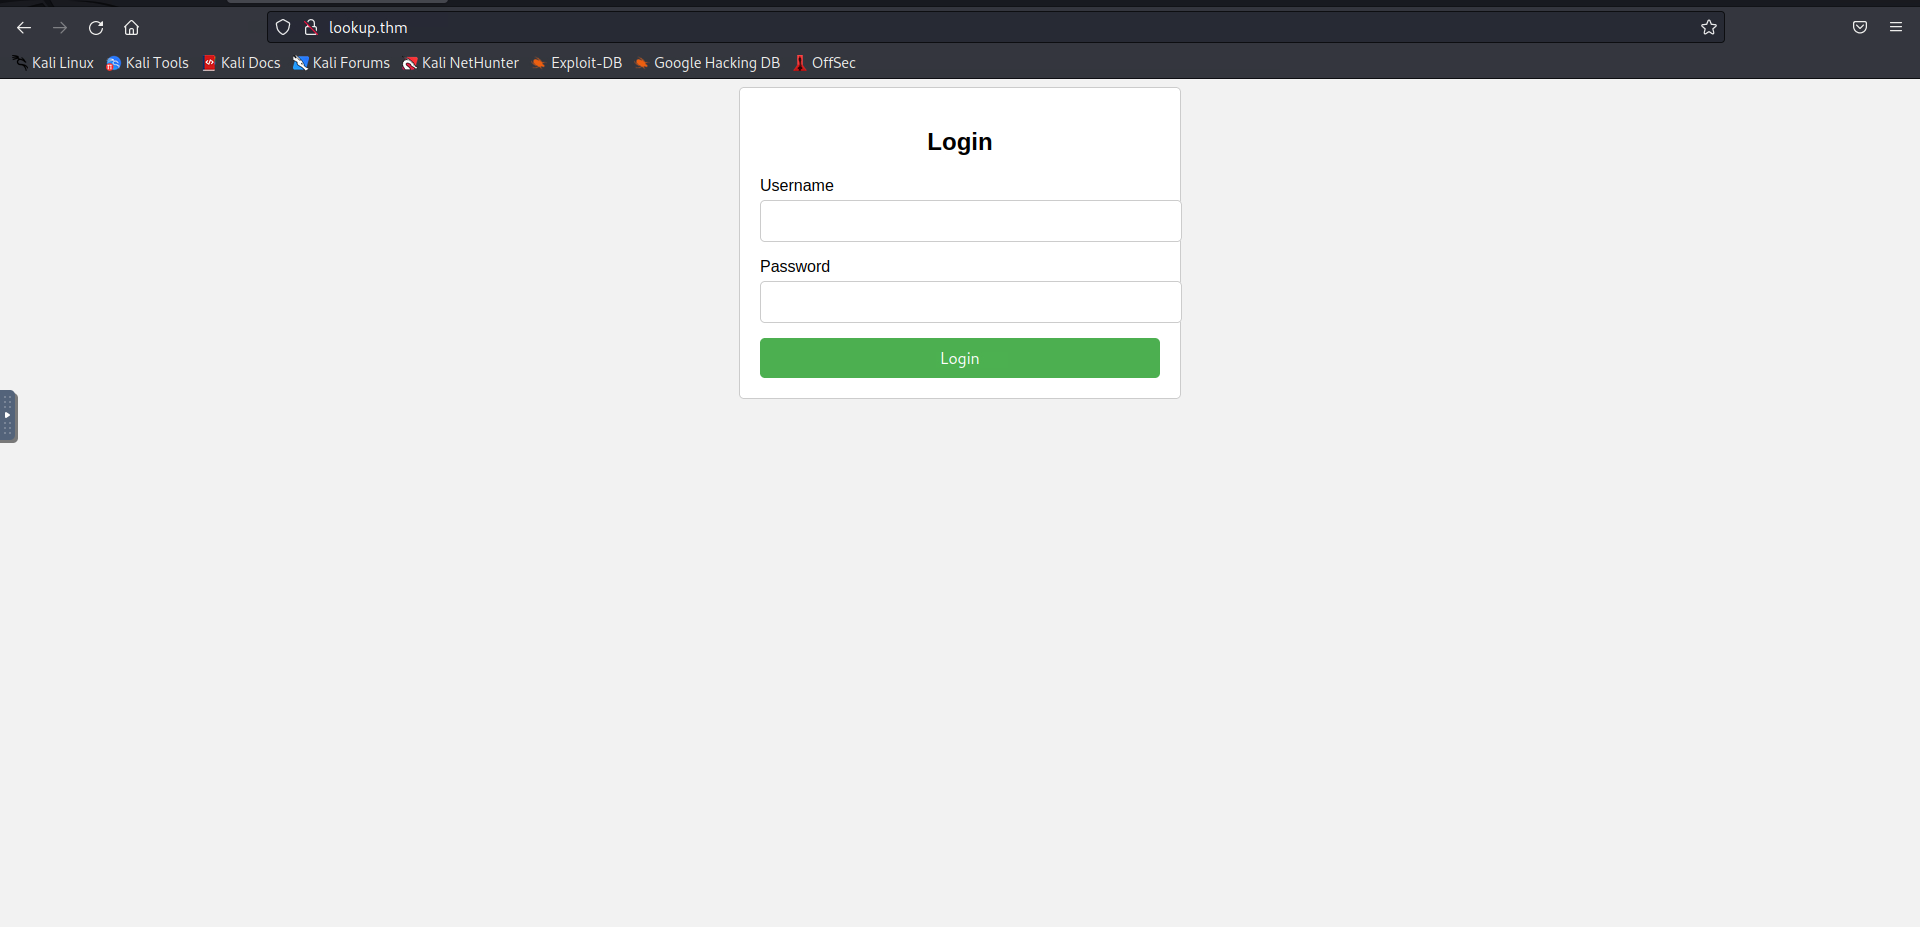 lookup.thm
Kali Linux Kali Tools Kali Docs Kali Forums Kali NetHunter Exploit-DB Google Hacking DB OffSec
Login
Username
Password
Login